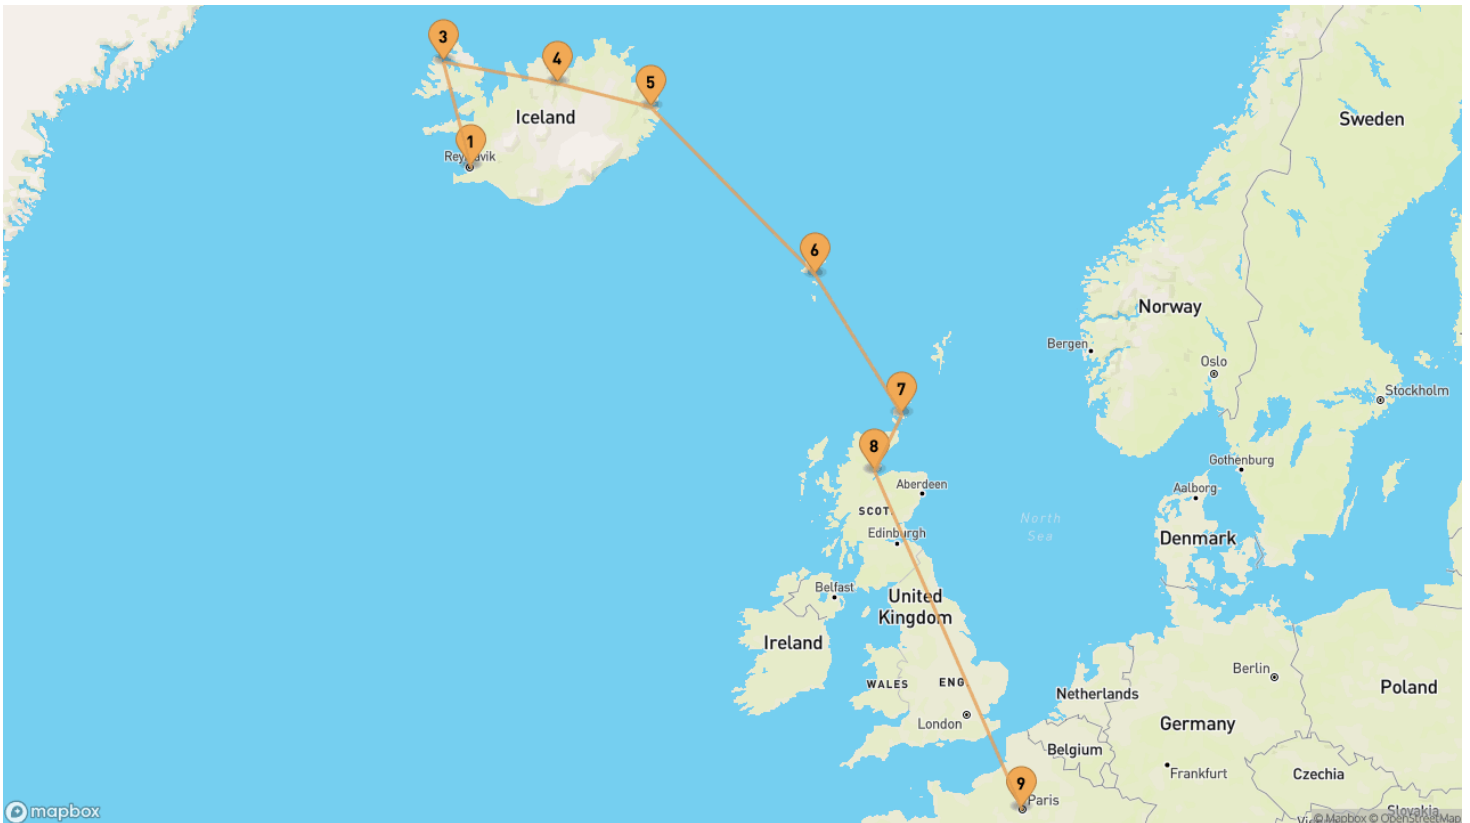 3
4
5
Iceland
Sweden
1
Reykjavik
6
Norway
Bergen
Oslo
7
Stockholm
8
Gothenburg
Aberdeen
Aalborg
SCOT.
North
Sea
Edinburgh
Denmark
Belfast
United
Kingdom
Ireland
Berlin
WALES
ENG.
Netherlands
Poland
London
Germany
Belgium
Frankfurt
Czechia
9
Paris
mapbox
Slovakia
© Mapbox © OpenStreetMap